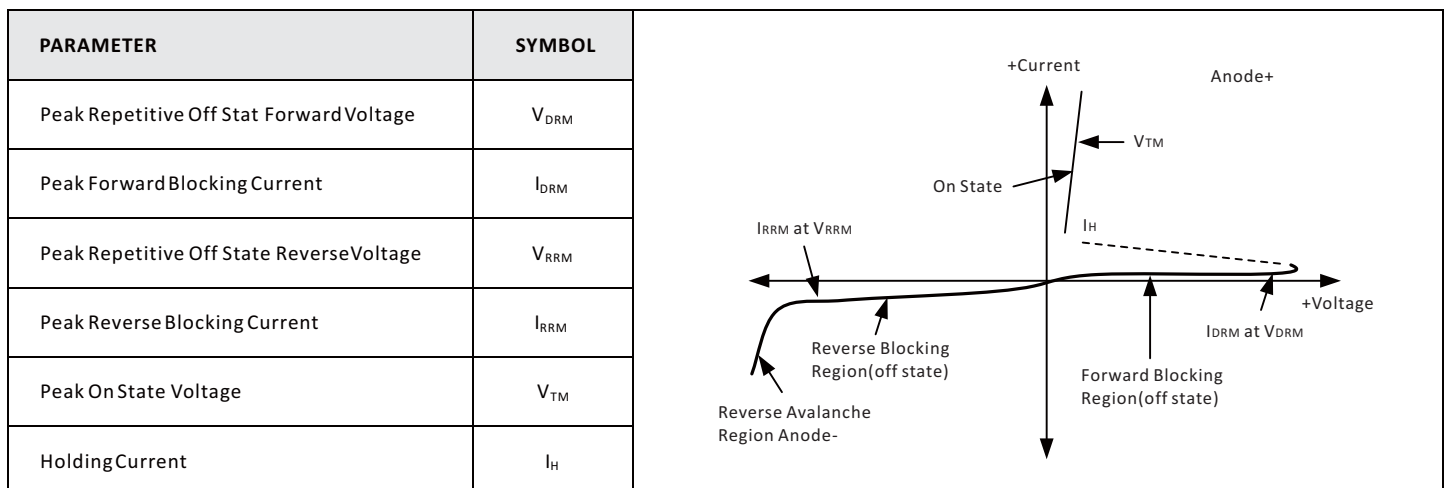 PARAMETER SYMBOL
Peak Repetitive Off Stat Forward Voltage VDRM
Peak Forward Blocking Current IDRM
Peak Repetitive Off State Reverse Voltage VRRM
Peak Reverse Blocking Current IRRM
Peak On State Voltage VTM
Holding Current IH
+Current
Anode+
VTM
On State
IH
IRRM at VRRM
+Voltage
IDRM at VDRM
Reverse Blocking
Region(off state)
Forward Blocking
Region(off state)
Reverse Avalanche
Region Anode-